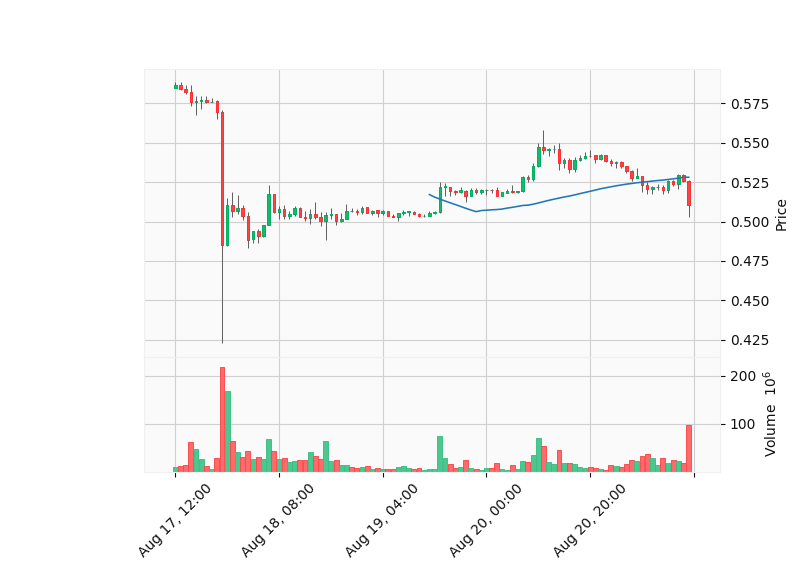 0.575
0.550
0.525
0.500
0.475
0.450
0.425
Price
200
100
Volume 10⁶
Aug 17, 12:00
Aug 18, 08:00
Aug 19, 04:00
Aug 20, 00:00
Aug 20, 20:00